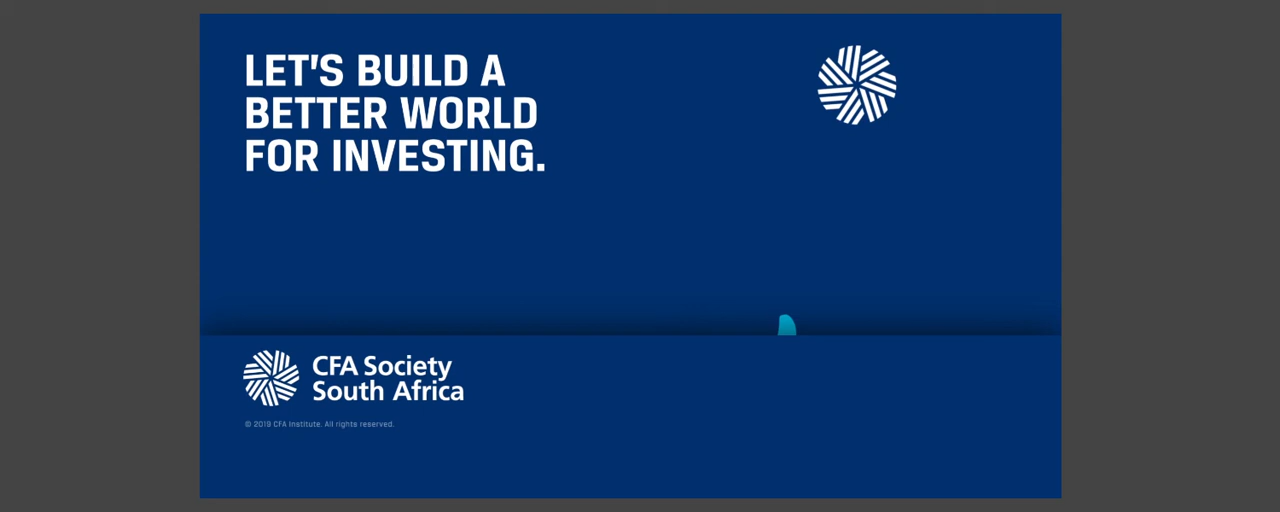 LET'S BUILD A
BETTER WORLD
FOR INVESTING.
CFA Society
South Africa
© 2019 CFA Institute. All rights reserved.